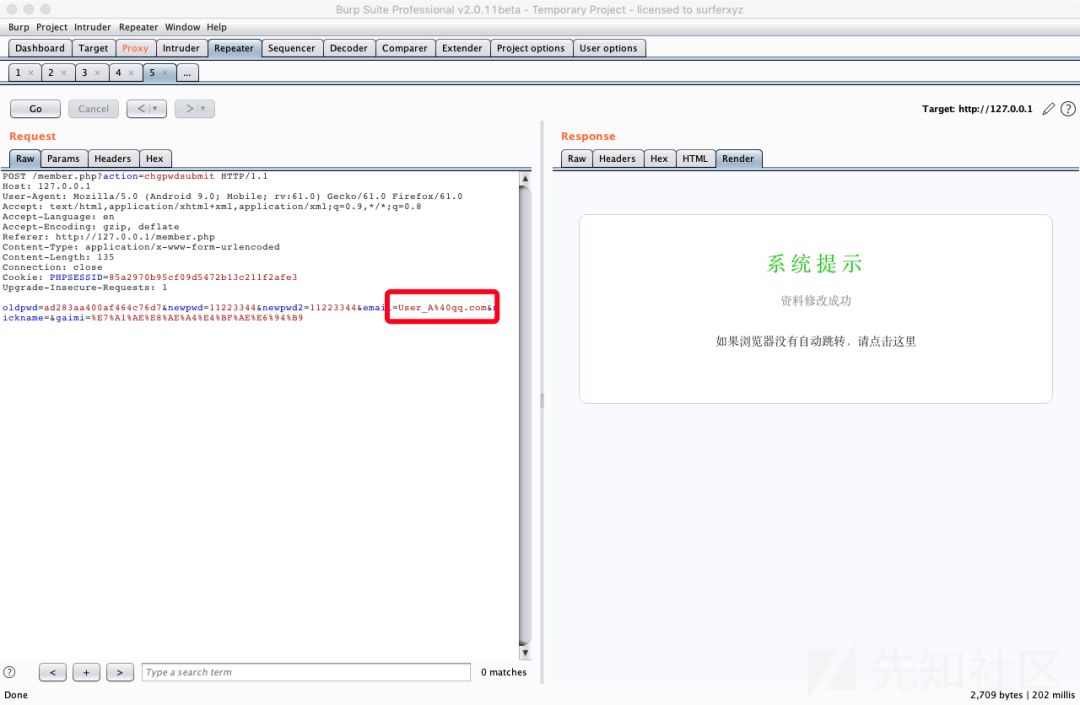 Burp Suite Professional v2.0.11beta - Temporary Project - licensed to surferxyz
Burp Project Intruder Repeater Window Help
Dashboard Target Proxy Intruder Repeater Sequencer Decoder Comparer Extender Project options User options
1 × 2 × 3 × 4 × 5 × ...
Go Cancel < > Target: http://127.0.0.1 ?
Request
Raw Params Headers Hex
POST /member.php?action=chgpwdsubmit HTTP/1.1
Host: 127.0.0.1
User-Agent: Mozilla/5.0 (Android 9.0; Mobile; rv:61.0) Gecko/61.0 Firefox/61.0
Accept: text/html,application/xhtml+xml,application/xml;q=0.9,*/*;q=0.8
Accept-Language: en
Accept-Encoding: gzip, deflate
Referer: http://127.0.0.1/member.php
Content-Type: application/x-www-form-urlencoded
Content-Length: 135
Connection: close
Cookie: PHPSESSID=85a2970b95cf09d5472b13c211f2afe3
Upgrade-Insecure-Requests: 1
oldpwd=ad283aa400af464c76d7&newpwd=11223344&newpwd2=11223344&email=User_A%40qq.com&n
ickname=&gaimi=%E7%A1%AE%E8%AE%A4%E4%BF%AE%E6%94%B9
? < + > Type a search term 0 matches
Response
Raw Headers Hex HTML Render
系统提示
资料修改成功
如果浏览器没有自动跳转，请点击这里
先知社区
Done
2,709 bytes | 202 millis